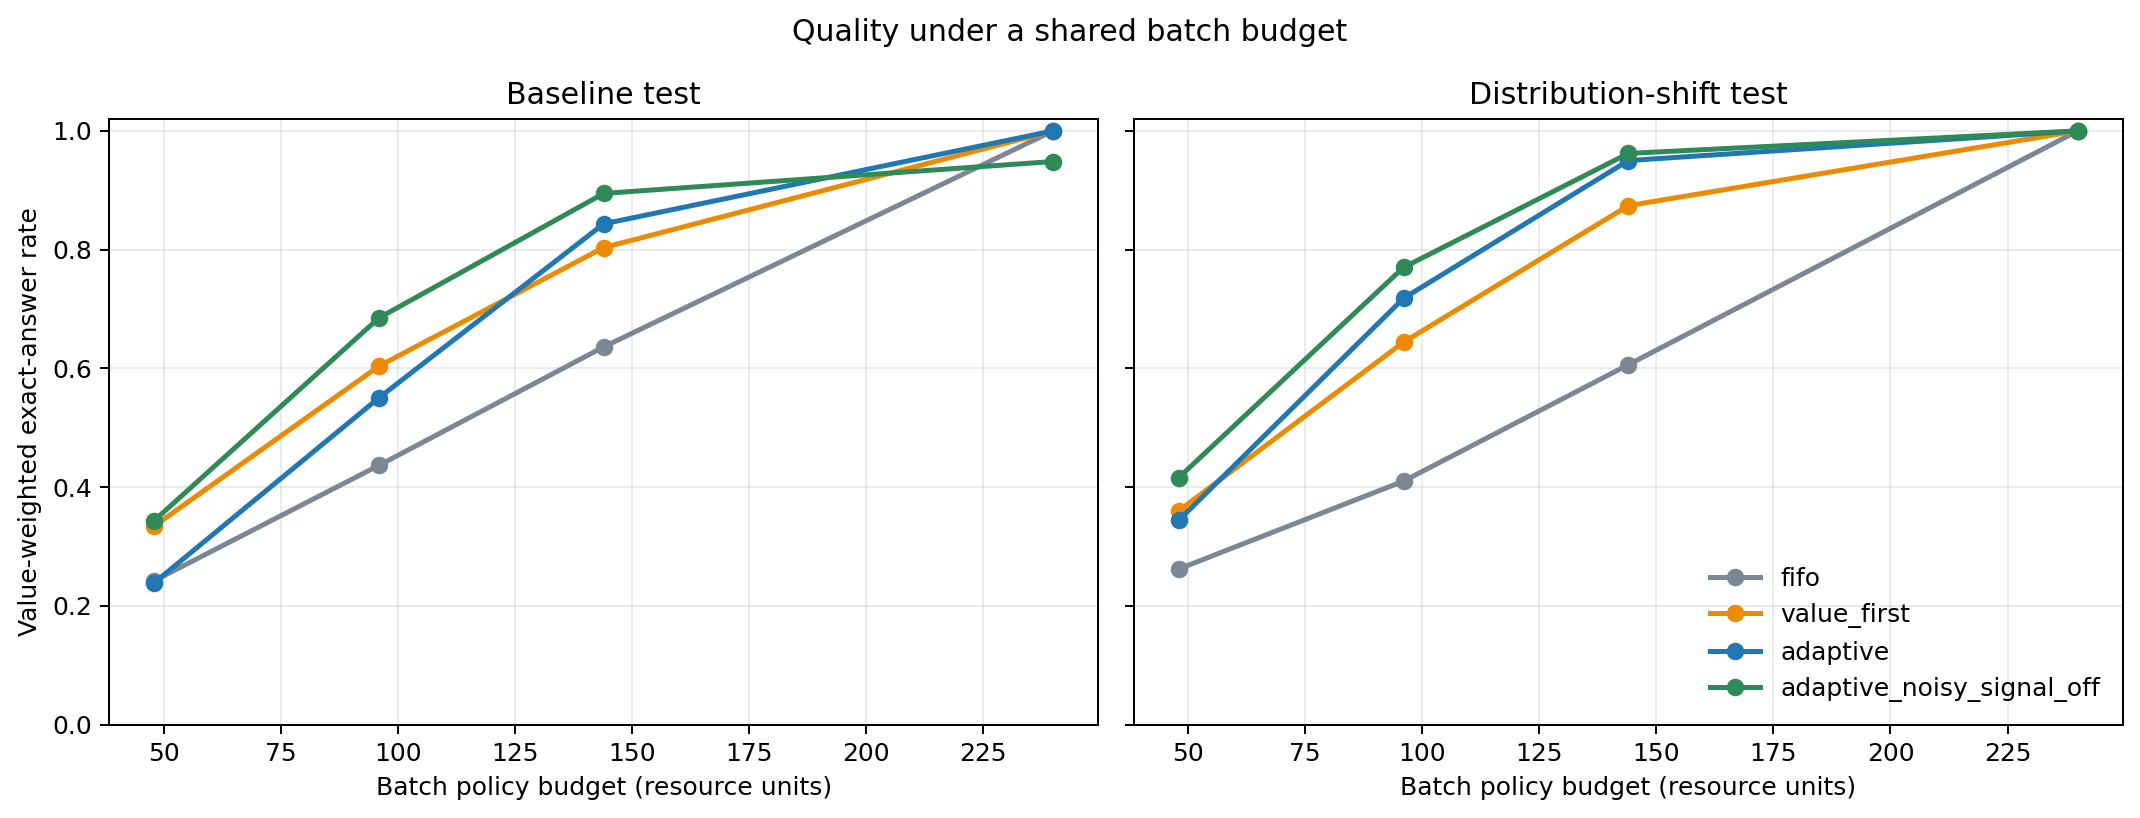 Quality under a shared batch budget
Baseline test
Value-weighted exact-answer rate
1.0
0.8
0.6
0.4
0.2
0.0
50 75 100 125 150 175 200 225
Batch policy budget (resource units)
Distribution-shift test
fifo
value_first
adaptive
adaptive_noisy_signal_off
50 75 100 125 150 175 200 225
Batch policy budget (resource units)